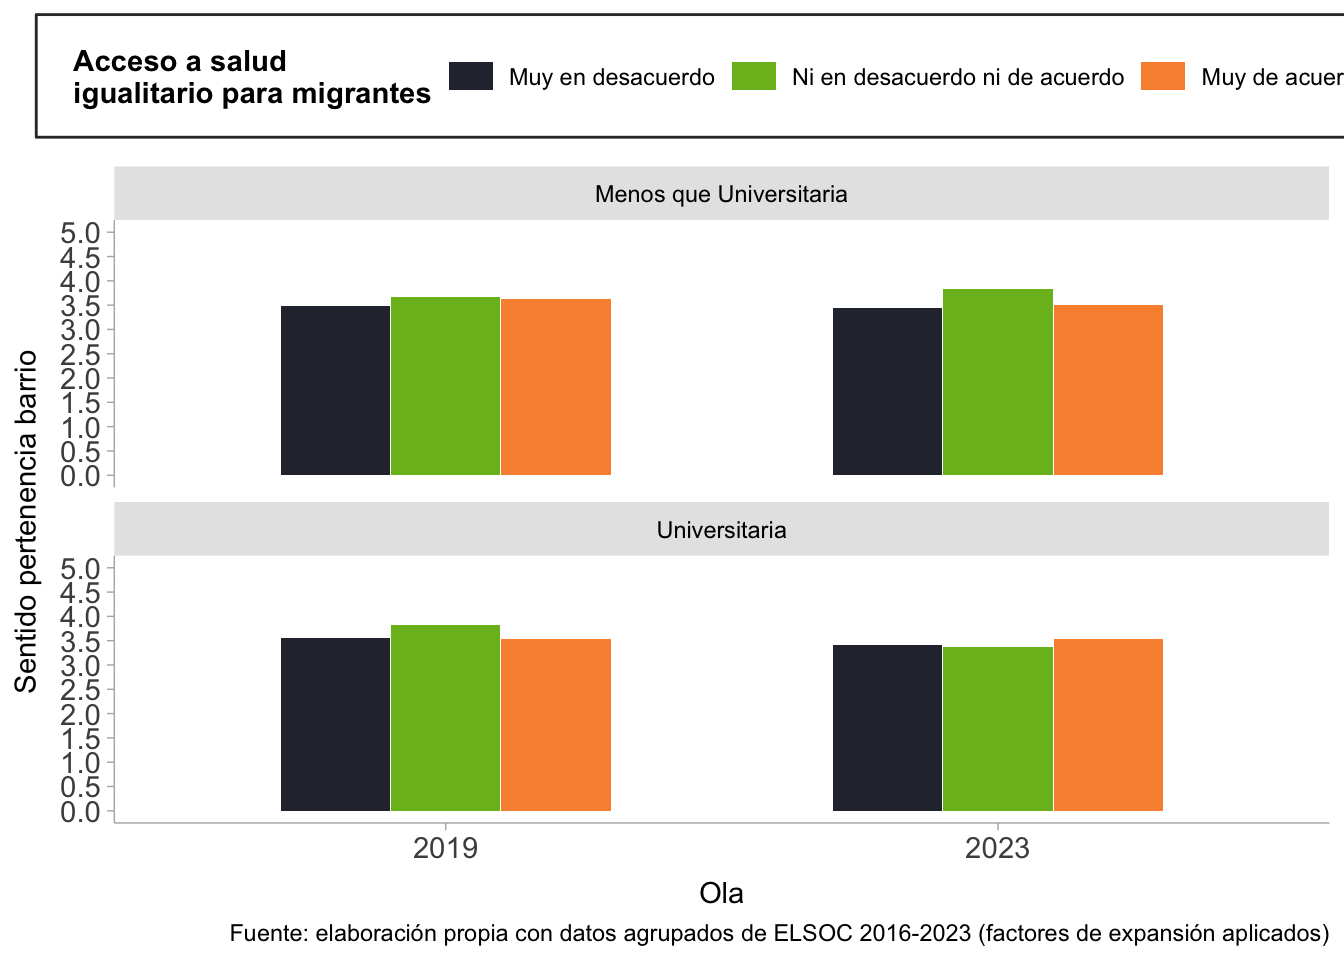 Acceso a salud
igualitario para migrantes
Muy en desacuerdo
Ni en desacuerdo ni de acuerdo
Muy de acuer
Menos que Universitaria
5.0
4.5
4.0
3.5
3.0
2.5
2.0
1.5
1.0
0.5
0.0
Universitaria
5.0
4.5
4.0
3.5
3.0
2.5
2.0
1.5
1.0
0.5
0.0
Sentido pertenencia barrio
2019
2023
Ola
Fuente: elaboración propia con datos agrupados de ELSOC 2016-2023 (factores de expansión aplicados)